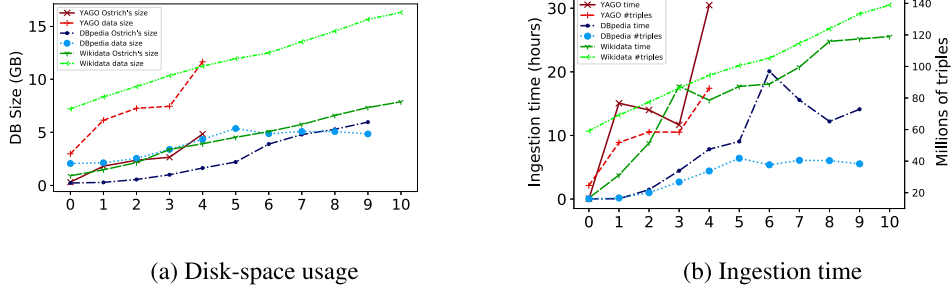 YAGO Ostrich's size
YAGO data size
DBpedia Ostrich's size
DBpedia data size
Wikidata Ostrich's size
Wikidata data size
DB Size (GB)
15
10
5
0
0 1 2 3 4 5 6 7 8 9 10
(a) Disk-space usage
YAGO time
YAGO #triples
DBpedia time
DBpedia #triples
Wikidata time
Wikidata #triples
Ingestion time (hours)
30
20
10
0
0 1 2 3 4 5 6 7 8 9 10
140
120
100
80
60
40
20
Millions of triples
(b) Ingestion time